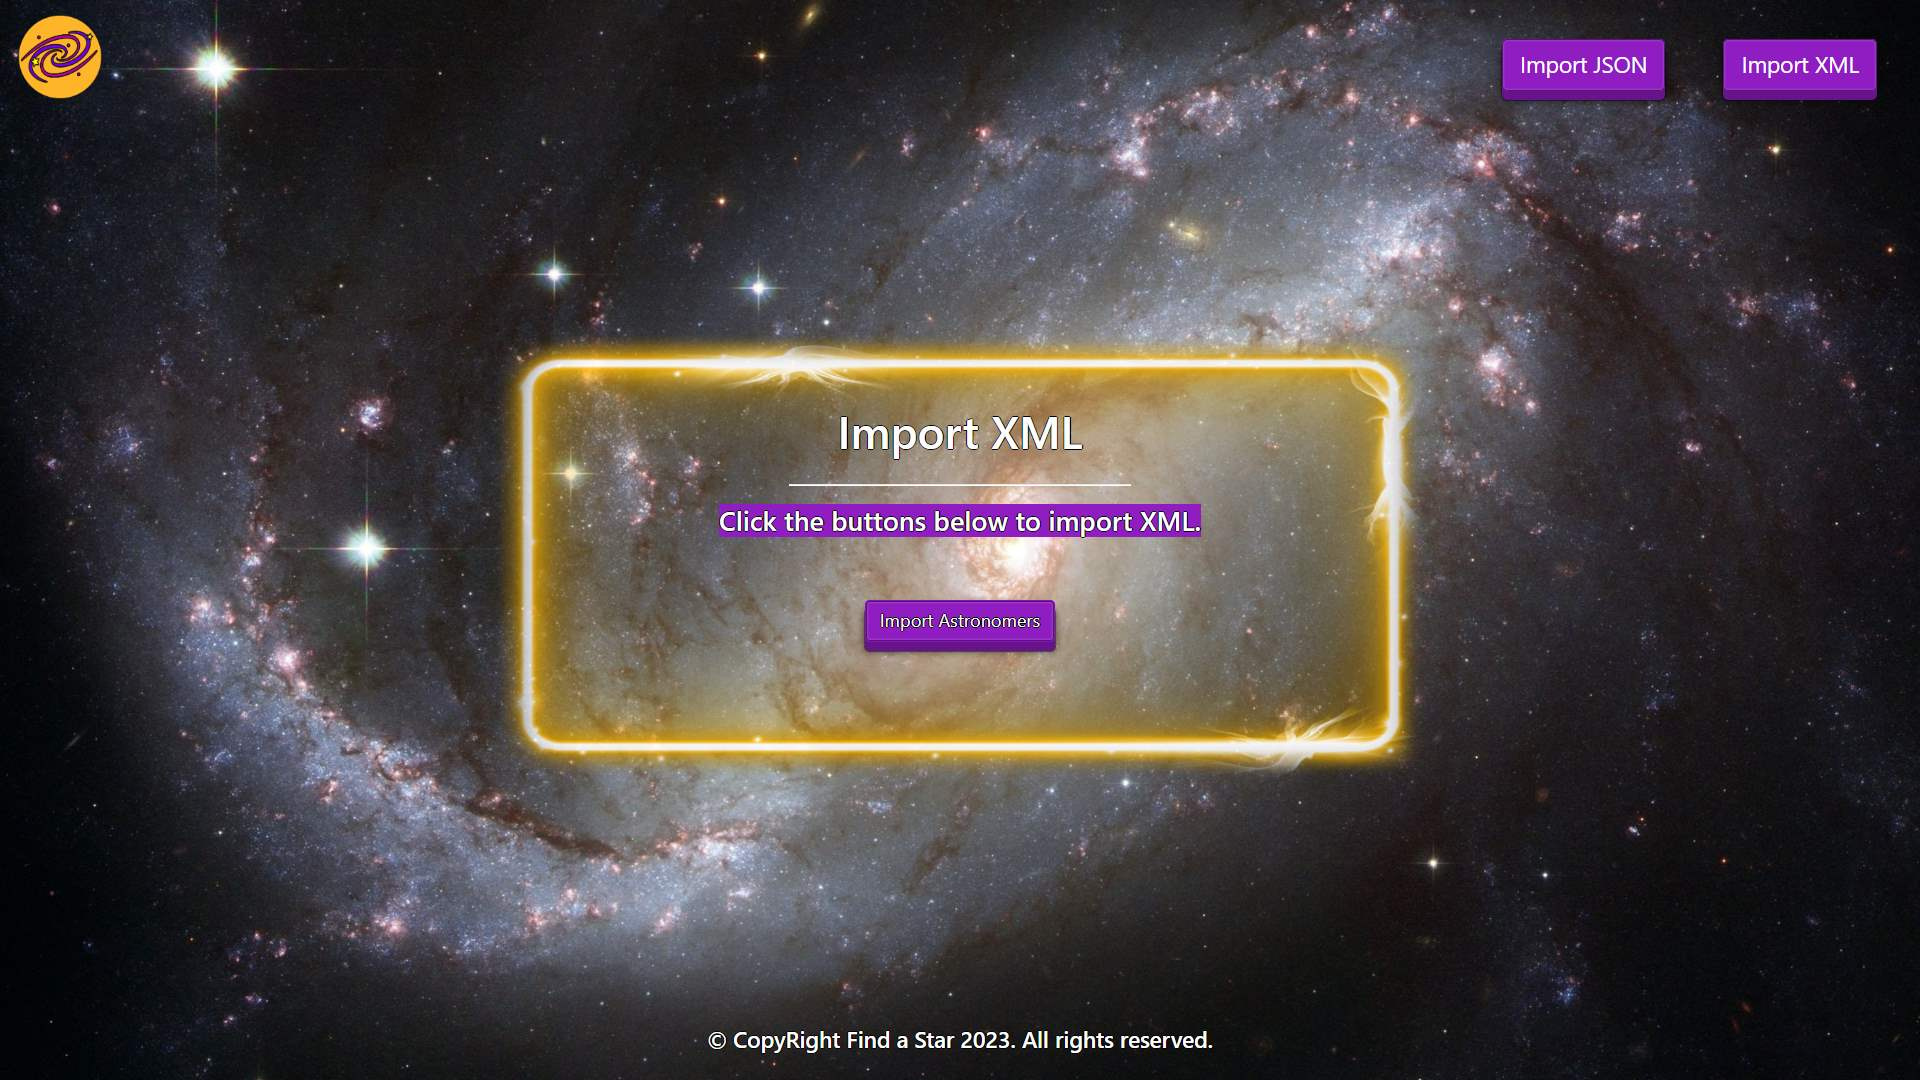 Import JSON
Import XML
Import XML
Click the buttons below to import XML.
Import Astronomers
© CopyRight Find a Star 2023. All rights reserved.